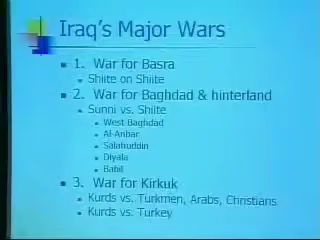 Iraq's Major Wars
1. War for Basra
Shiite on Shiite
2. War for Baghdad & hinterland
Sunni vs. Shiite
West Baghdad
Al-Anbar
Salahuddin
Diyala
Babil
3. War for Kirkuk
Kurds vs. Turkmen, Arabs, Christians
Kurds vs. Turkey